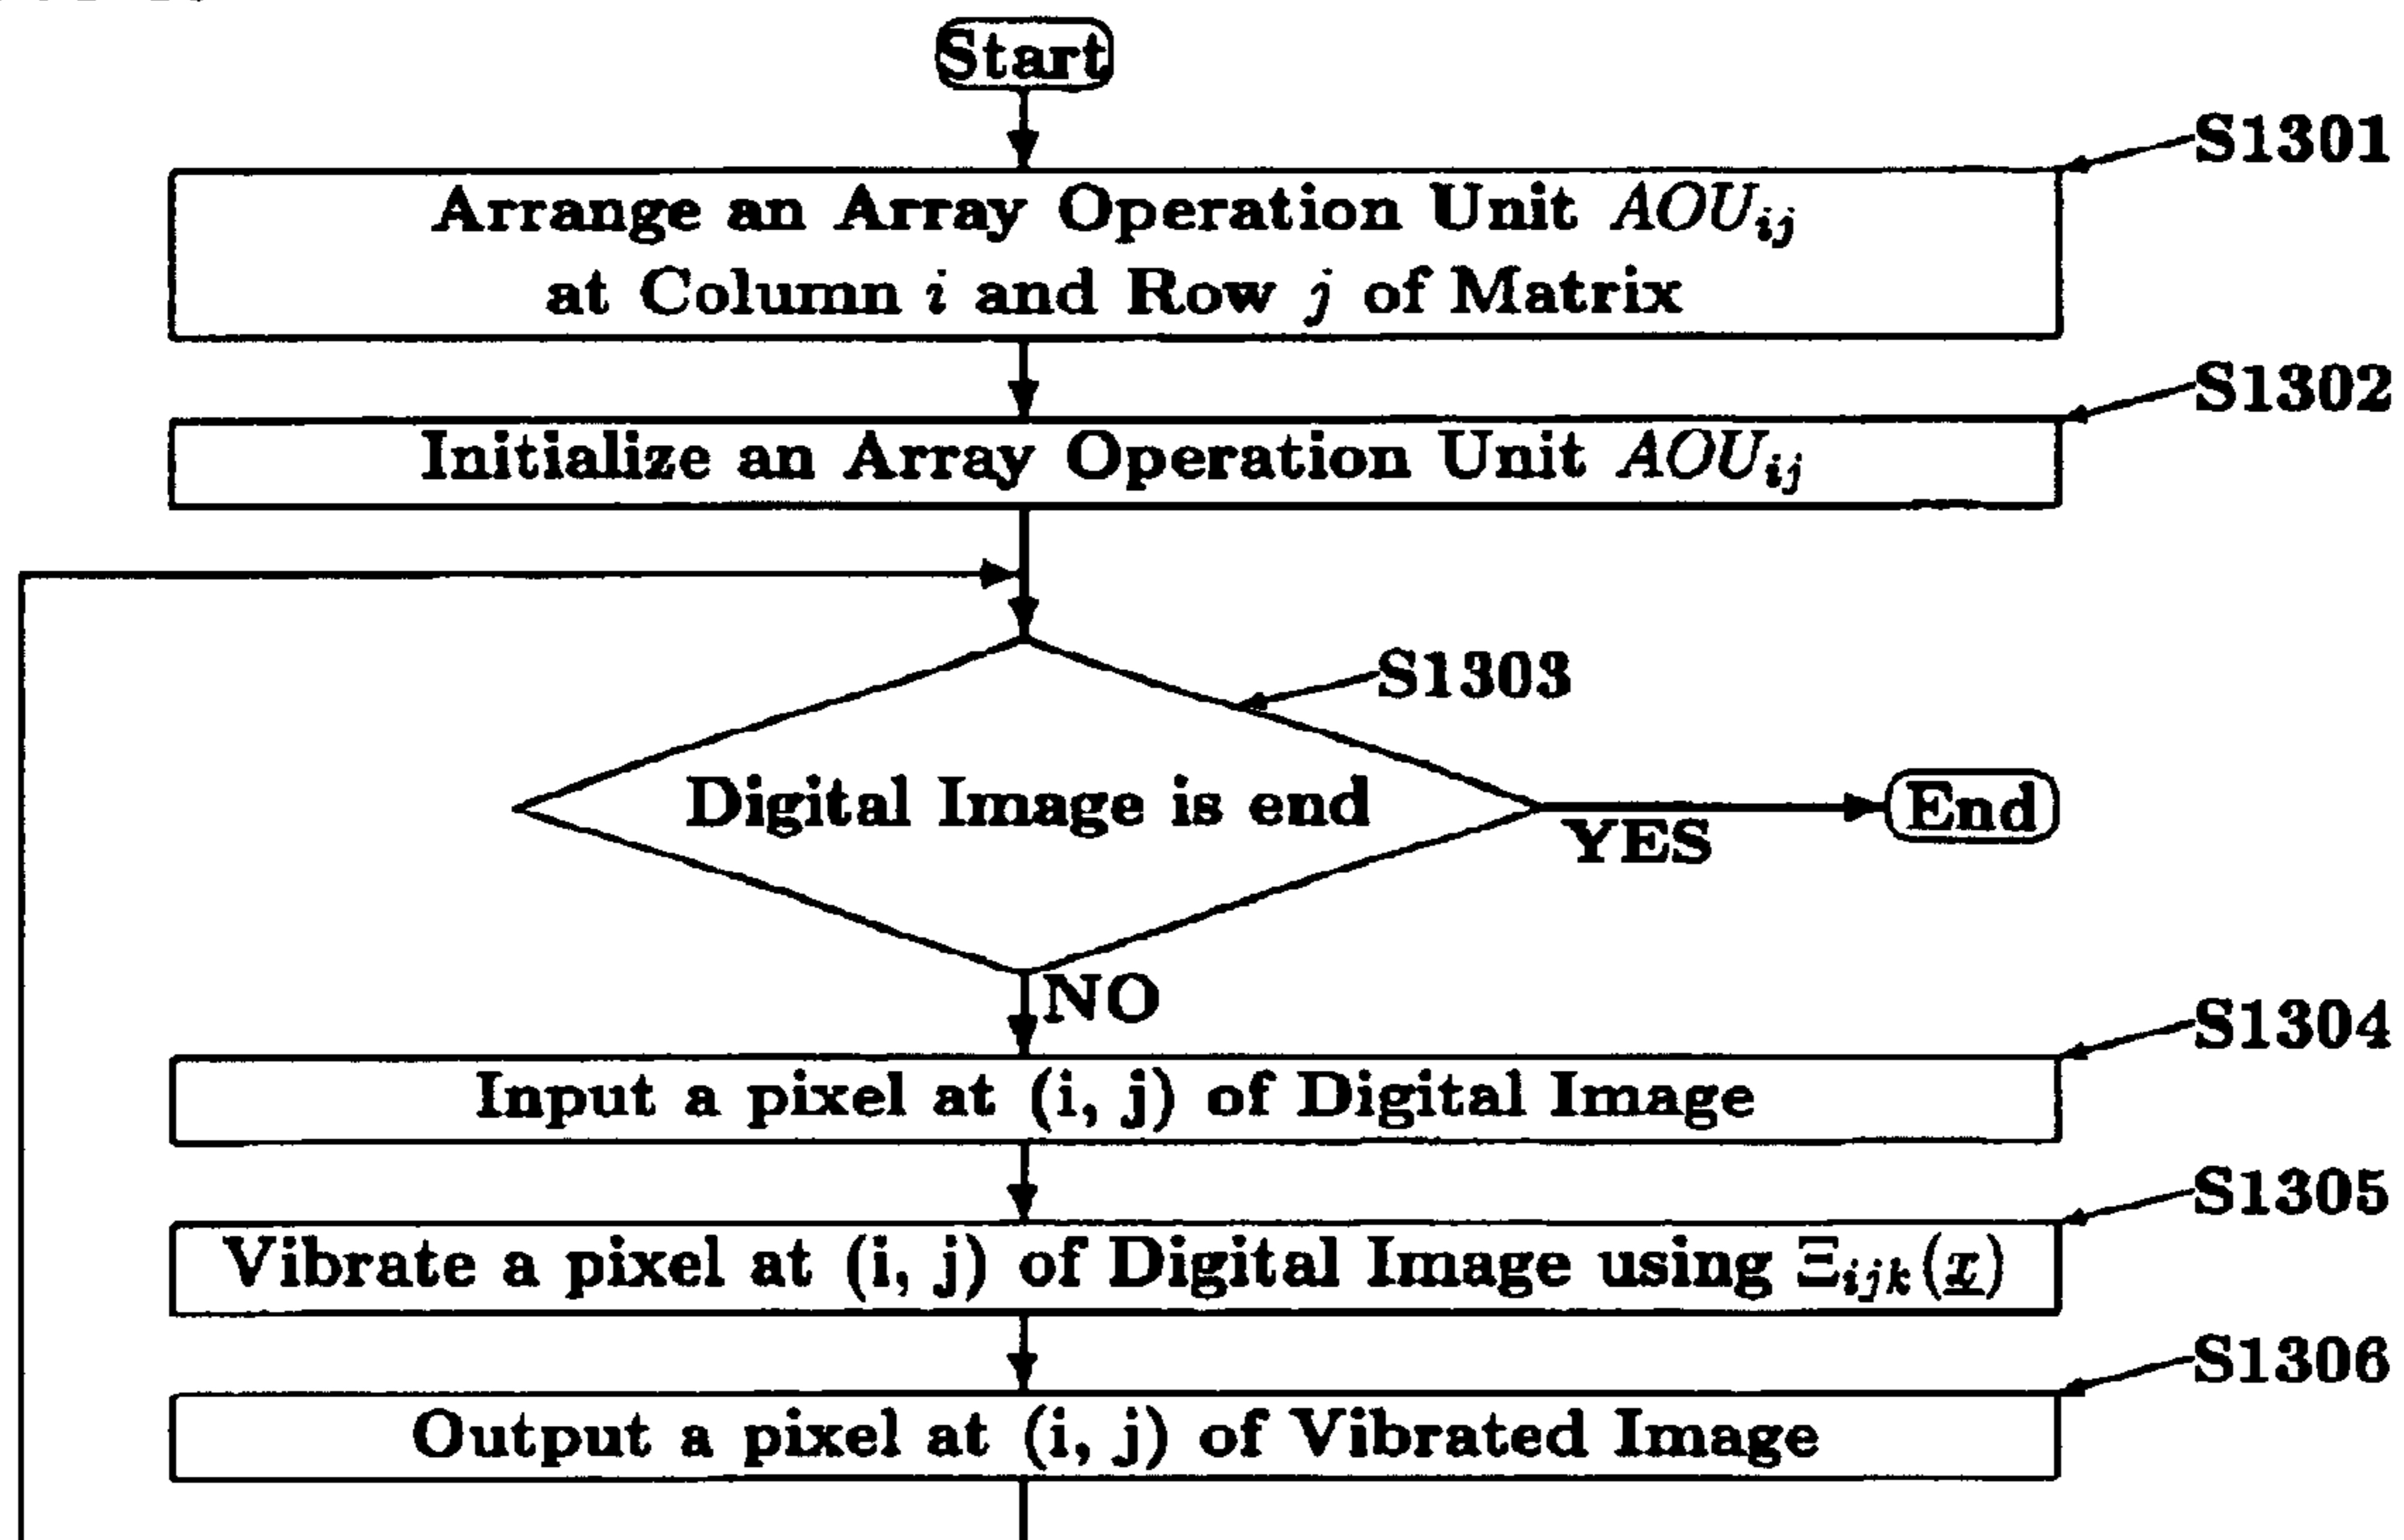 Start
S1301
Arrange an Array Operation Unit AOUij
at Column i and Row j of Matrix
S1302
Initialize an Array Operation Unit AOUij
S1303
Digital Image is end
End
YES
NO
S1304
Input a pixel at (i, j) of Digital Image
S1305
Vibrate a pixel at (i, j) of Digital Image using Ξijk(x)
S1306
Output a pixel at (i, j) of Vibrated Image